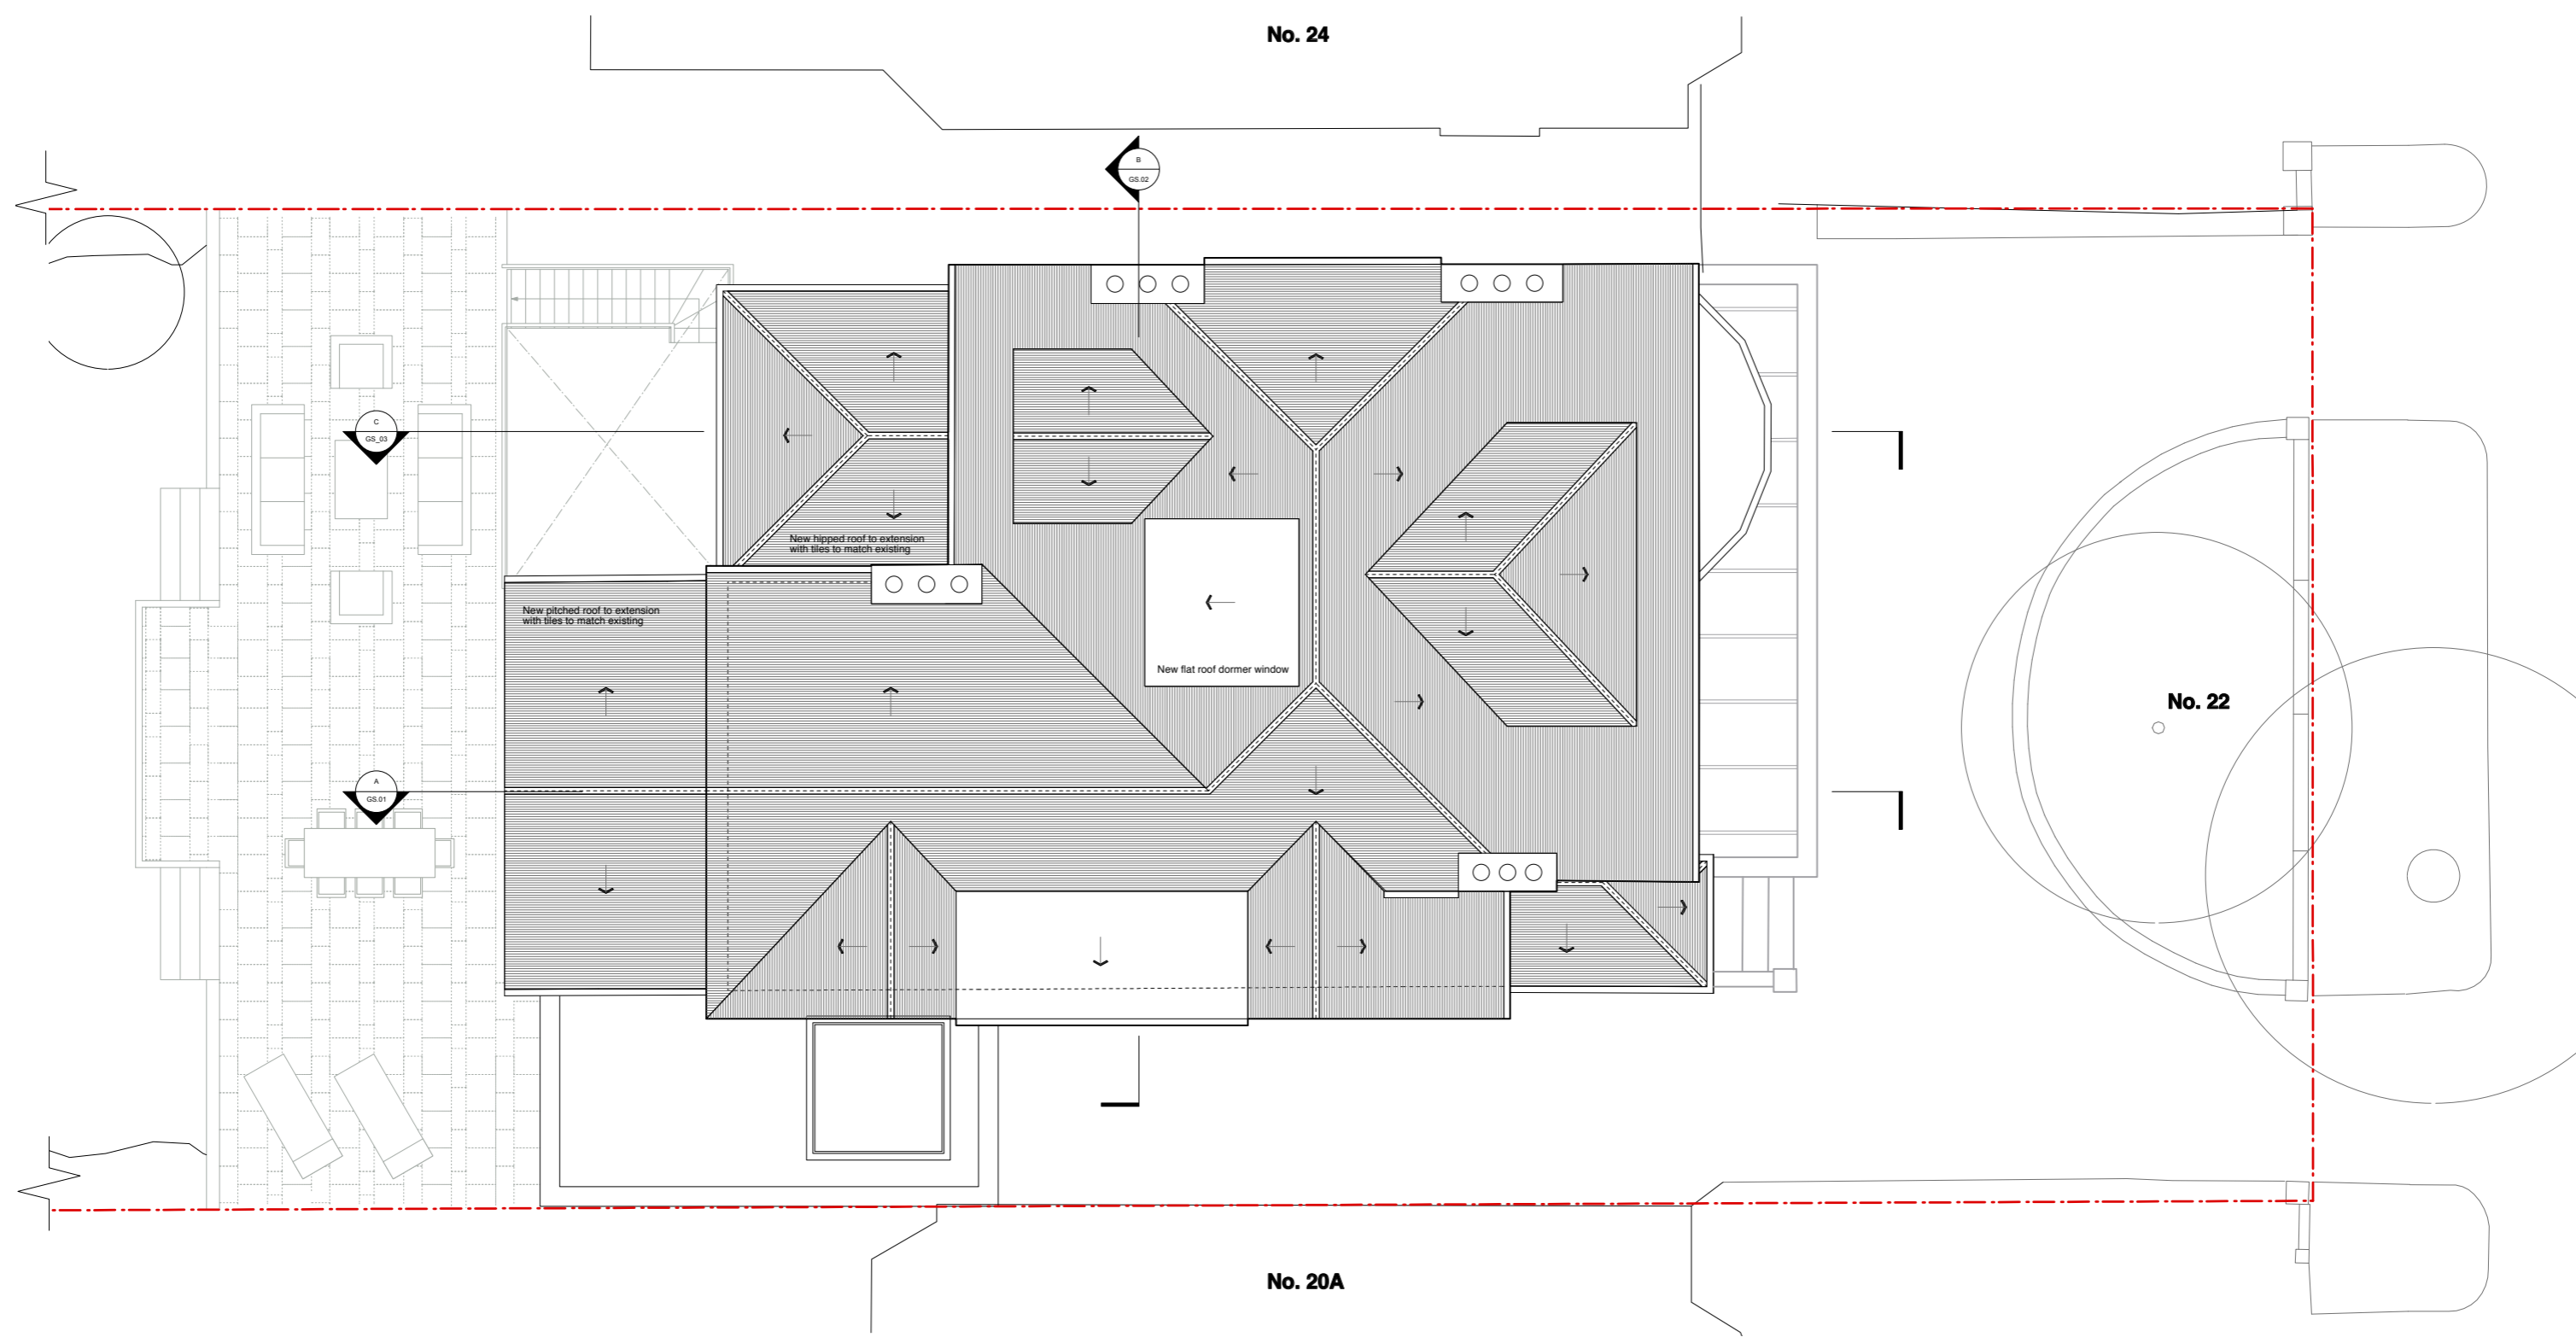 No. 24
B
GS.02
C
GS_03
New hipped roof to extension
with tiles to match existing
New pitched roof to extension
with tiles to match existing
New flat roof dormer window
No. 22
A
GS.01
No. 20A